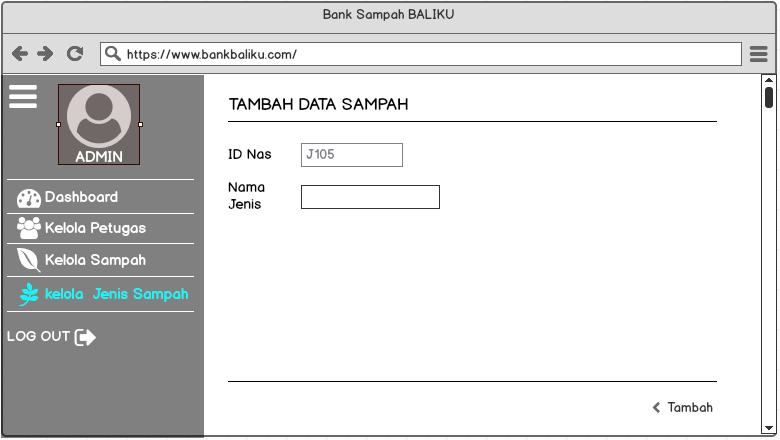 Bank Sampah BALIKU
https://www.bankbaliku.com/
ADMIN
Dashboard
Kelola Petugas
Kelola Sampah
kelola Jenis Sampah
LOG OUT
TAMBAH DATA SAMPAH
ID Nas J105
Nama
Jenis
Tambah